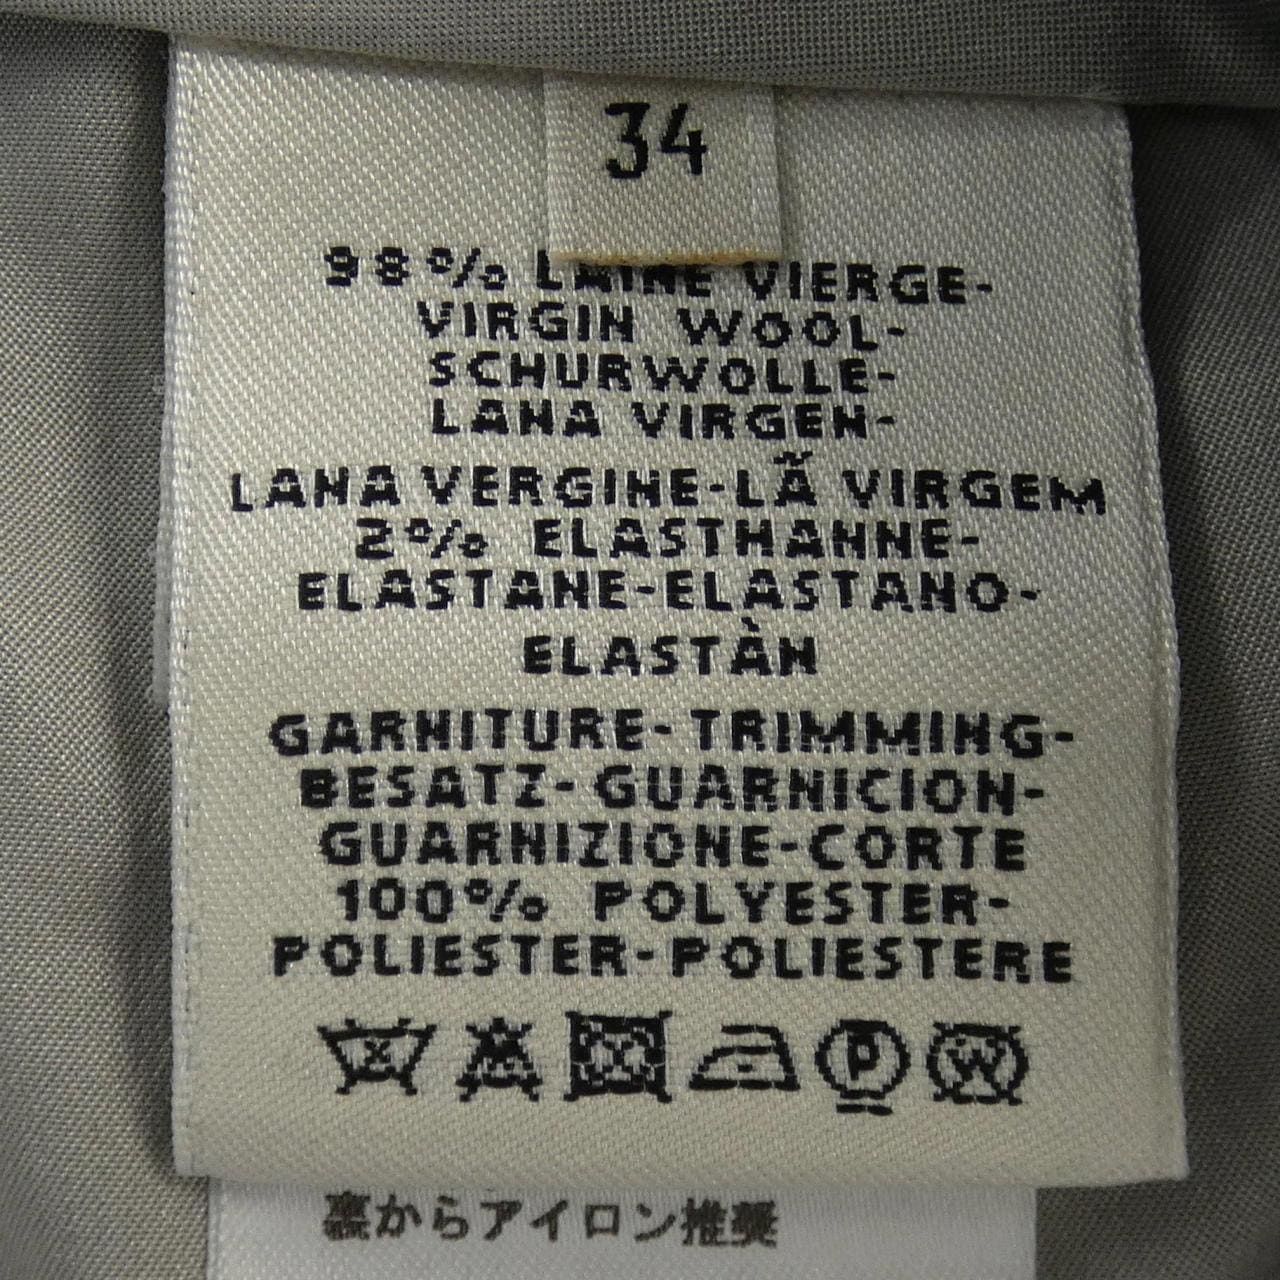 34
98% LAINE VIERGE-
VIRGIN WOOL-
SCHURWOLLE-
LANA VIRGEN-
LANA VERGINE-LÃ VIRGEM
2% ELASTHANNE-
ELASTANE-ELASTANO-
ELASTÀN
GARNITURE-TRIMMING-
BESATZ-GUARNICION-
GUARNIZIONE-CORTE
100% POLYESTER-
POLIESTER-POLIESTERE
P W
裏からアイロン推奨